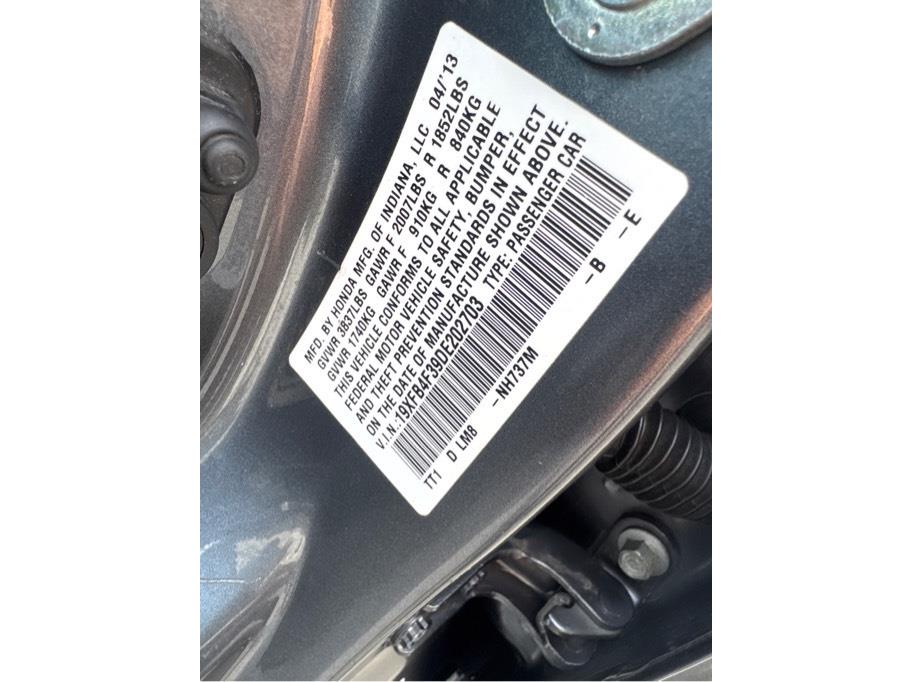 MFD. BY HONDA MFG. OF INDIANA, LLC 04/'13
GVWR 3837LBS GAWR F 2007LBS R 1852LBS
GVWR 1740KG GAWR F 910KG R 840KG
THIS VEHICLE CONFORMS TO ALL APPLICABLE
FEDERAL MOTOR VEHICLE SAFETY, BUMPER,
AND THEFT PREVENTION STANDARDS IN EFFECT
ON THE DATE OF MANUFACTURE SHOWN ABOVE.
V.I.N.:19XFB4F39DE202703 TYPE: PASSENGER CAR
TT1 D LM8 -NH737M -B -E